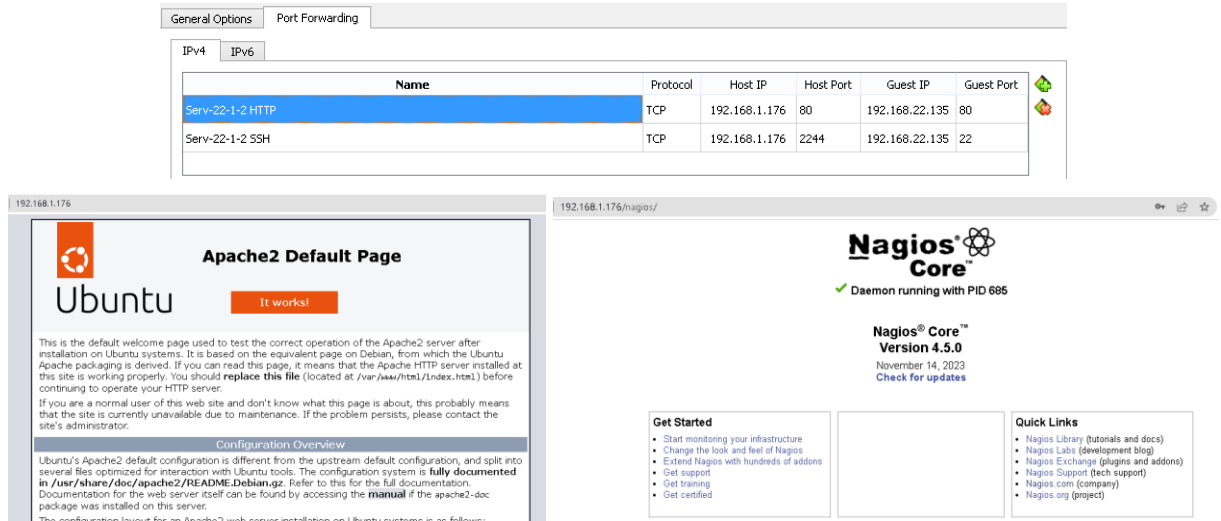 General Options Port Forwarding
IPv4 IPv6
Name Protocol Host IP Host Port Guest IP Guest Port
Serv-22-1-2 HTTP TCP 192.168.1.176 80 192.168.22.135 80
Serv-22-1-2 SSH TCP 192.168.1.176 2244 192.168.22.135 22
192.168.1.176
Apache2 Default Page
Ubuntu
It works!
This is the default welcome page used to test the correct operation of the Apache2 server after
installation on Ubuntu systems. It is based on the equivalent page on Debian, from which the Ubuntu
Apache packaging is derived. If you can read this page, it means that the Apache HTTP server installed at
this site is working properly. You should replace this file (located at /var/www/html/index.html) before
continuing to operate your HTTP server.
If you are a normal user of this web site and don't know what this page is about, this probably means
that the site is currently unavailable due to maintenance. If the problem persists, please contact the
site's administrator.
Configuration Overview
Ubuntu's Apache2 default configuration is different from the upstream default configuration, and split into
several files optimized for interaction with Ubuntu tools. The configuration system is fully documented
in /usr/share/doc/apache2/README.Debian.gz. Refer to this for the full documentation.
Documentation for the web server itself can be found by accessing the manual if the apache2-doc
package was installed on this server.
The configuration layout for an Apache2 web server installation on Ubuntu systems is as follows:
192.168.1.176/nagios/
Nagios®
Core™
Daemon running with PID 685
Nagios® Core™
Version 4.5.0
November 14, 2023
Check for updates
Get Started
Start monitoring your infrastructure
Change the look and feel of Nagios
Extend Nagios with hundreds of addons
Get support
Get training
Get certified
Quick Links
Nagios Library (tutorials and docs)
Nagios Labs (development blog)
Nagios Exchange (plugins and addons)
Nagios Support (tech support)
Nagios.com (company)
Nagios.org (project)